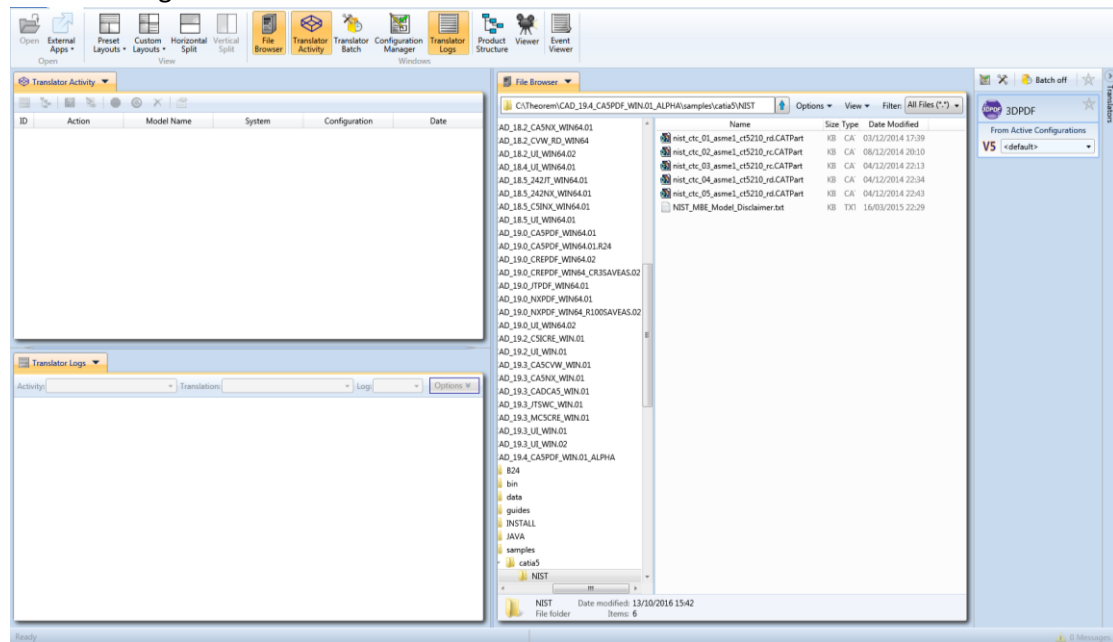 Open External Apps Preset Layouts Custom Layouts Horizontal Split Vertical Split File Browser Translator Activity Translator Batch Configuration Manager Translator Logs Product Structure Viewer Event Viewer
Open View Windows
Translator Activity
ID Action Model Name System Configuration Date
Translator Logs
Activity: Translation: Log: Options
File Browser
C:\Theorem\CAD_19.4_CA5PDF_WIN.01_ALPHA\samples\catia5\NIST Options View Filter: All Files (*.*)
AD_18.2_CA5NX_WIN64.01
AD_18.2_CVW_RD_WIN64
AD_18.2_UI_WIN64.02
AD_18.4_UI_WIN64.01
AD_18.5_242JT_WIN64.01
AD_18.5_242NX_WIN64.01
AD_18.5_C5INX_WIN64.01
AD_18.5_UI_WIN64.01
AD_19.0_CA5PDF_WIN64.01
AD_19.0_CA5PDF_WIN64.01.R24
AD_19.0_CREPDF_WIN64.02
AD_19.0_CREPDF_WIN64_CR3SAVEAS.02
AD_19.0_JTPDF_WIN64.01
AD_19.0_NXPDF_WIN64.01
AD_19.0_NXPDF_WIN64_R100SAVEAS.02
AD_19.0_UI_WIN64.02
AD_19.2_C5ICRE_WIN.01
AD_19.2_UI_WIN.01
AD_19.3_CA5CVW_WIN.01
AD_19.3_CA5NX_WIN.01
AD_19.3_CADCA5_WIN.01
AD_19.3_JTSWC_WIN.01
AD_19.3_MC5CRE_WIN.01
AD_19.3_UI_WIN.01
AD_19.3_UI_WIN.02
AD_19.4_CA5PDF_WIN.01_ALPHA
B24
bin
data
guides
INSTALL
JAVA
samples
catia5
NIST
Name Size Type Date Modified
nist_ctc_01_asme1_ct5210_rd.CATPart KB CA 03/12/2014 17:39
nist_ctc_02_asme1_ct5210_rc.CATPart KB CA 08/12/2014 20:10
nist_ctc_03_asme1_ct5210_rc.CATPart KB CA 04/12/2014 22:13
nist_ctc_04_asme1_ct5210_rd.CATPart KB CA 04/12/2014 22:34
nist_ctc_05_asme1_ct5210_rd.CATPart KB CA 04/12/2014 22:43
NIST_MBE_Model_Disclaimer.txt KB TXT 16/03/2015 22:29
NIST Date modified: 13/10/2016 15:42
File folder Items: 6
Batch off
3DPDF
From Active Configurations
V5 <default>
Translators
Ready
0 Messages